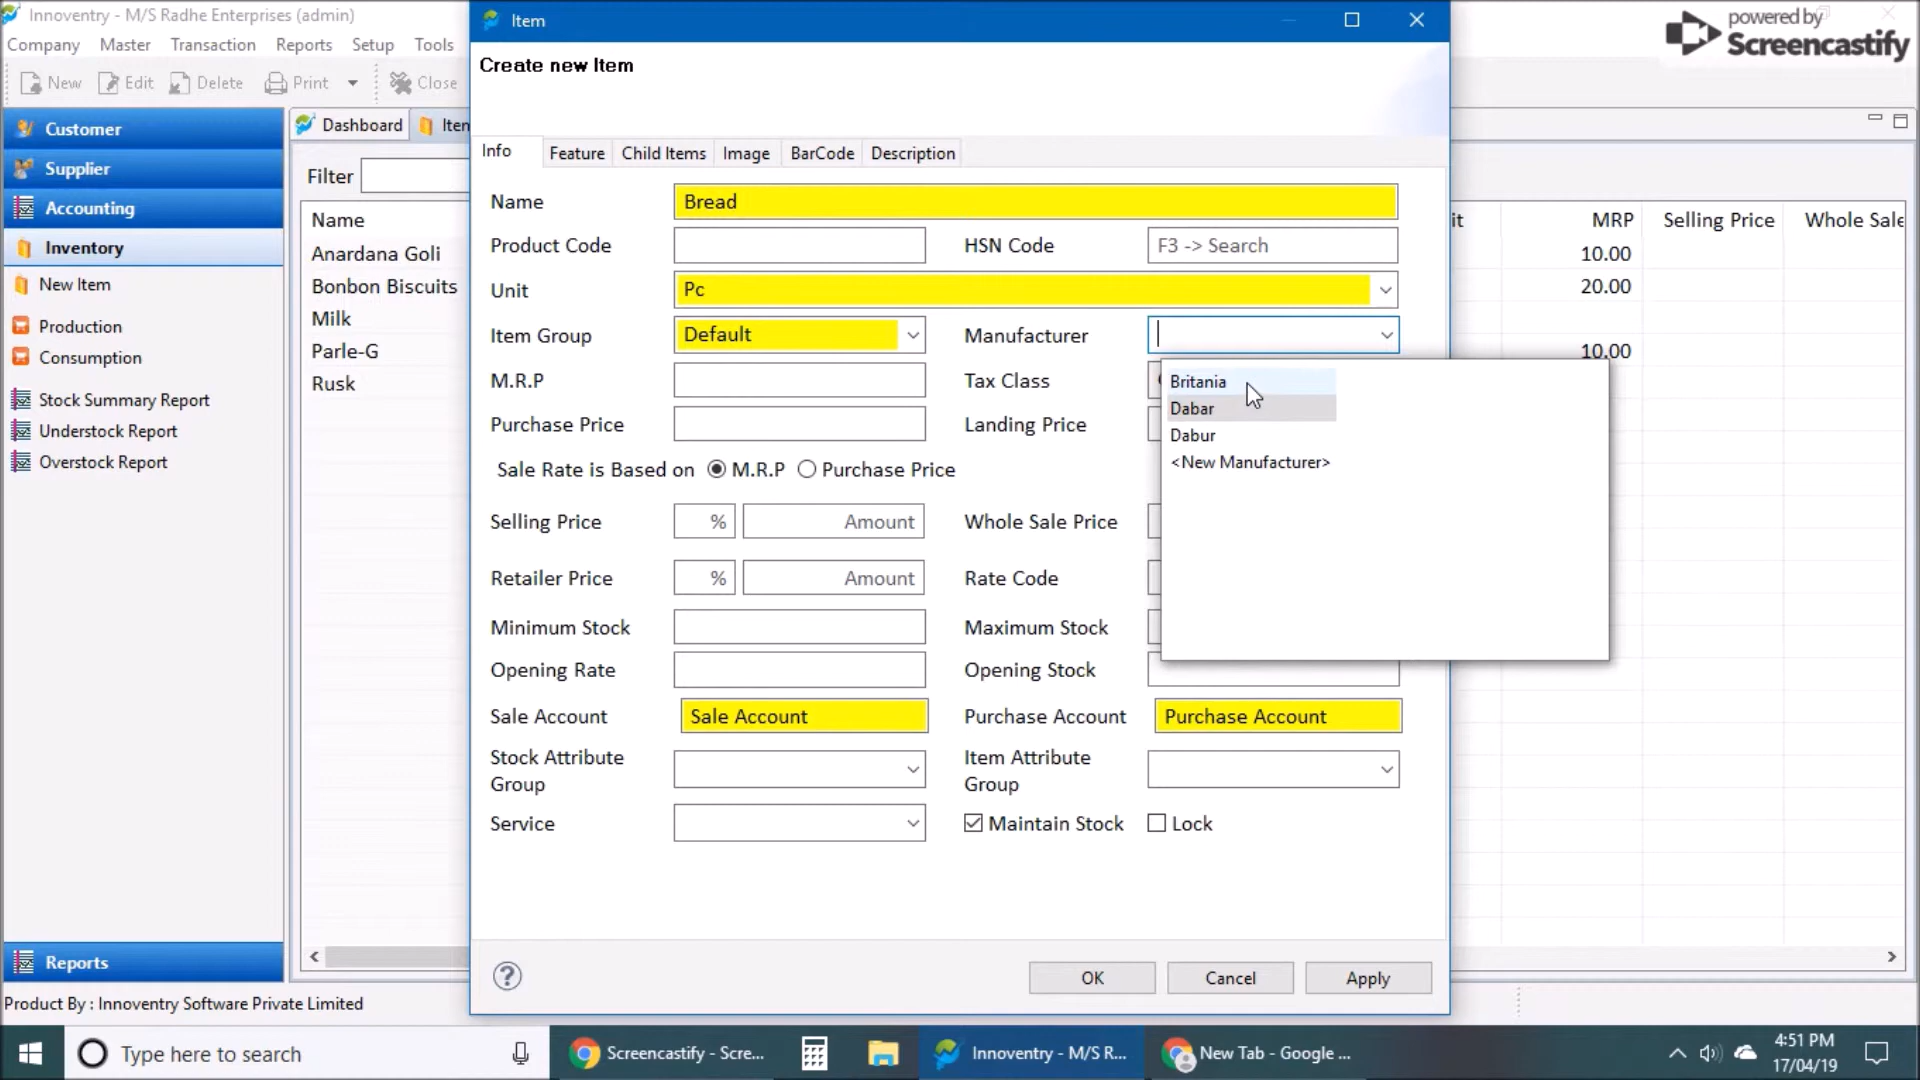 Innoventry - M/S Radhe Enterprises (admin)
Item
powered by
Screencastify
Company Master Transaction Reports Setup Tools
New Edit Delete Print Close
Create new Item
Customer
Supplier
Accounting
Inventory
New Item
Production
Consumption
Stock Summary Report
Understock Report
Overstock Report
Reports
Dashboard Iten
Filter
Name
Anardana Goli
Bonbon Biscuits
Milk
Parle-G
Rusk
Info Feature Child Items Image BarCode Description
Name Bread
Product Code HSN Code F3 -> Search
Unit Pc
Item Group Default Manufacturer
M.R.P Tax Class
Purchase Price Landing Price
Sale Rate is Based on M.R.P Purchase Price
Selling Price % Amount Whole Sale Price
Retailer Price % Amount Rate Code
Minimum Stock Maximum Stock
Opening Rate Opening Stock
Sale Account Sale Account Purchase Account Purchase Account
Stock Attribute
Group
Item Attribute
Group
Service Maintain Stock Lock
Britania
Dabar
Dabur
<New Manufacturer>
OK Cancel Apply
it MRP Selling Price Whole Sale
10.00
20.00
10.00
Product By : Innoventry Software Private Limited
Type here to search
Screencastify - Scre...
Innoventry - M/S R...
New Tab - Google ...
4:51 PM
17/04/19